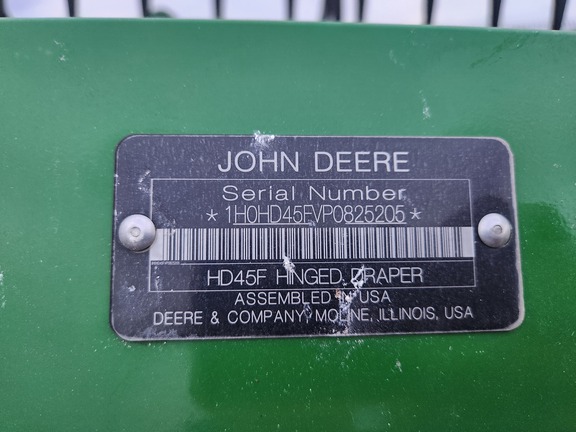 JOHN DEERE
Serial Number
*1H0HD45FVP0825205*
HD45F HINGED DRAPER
ASSEMBLED IN USA
DEERE & COMPANY, MOLINE, ILLINOIS, USA